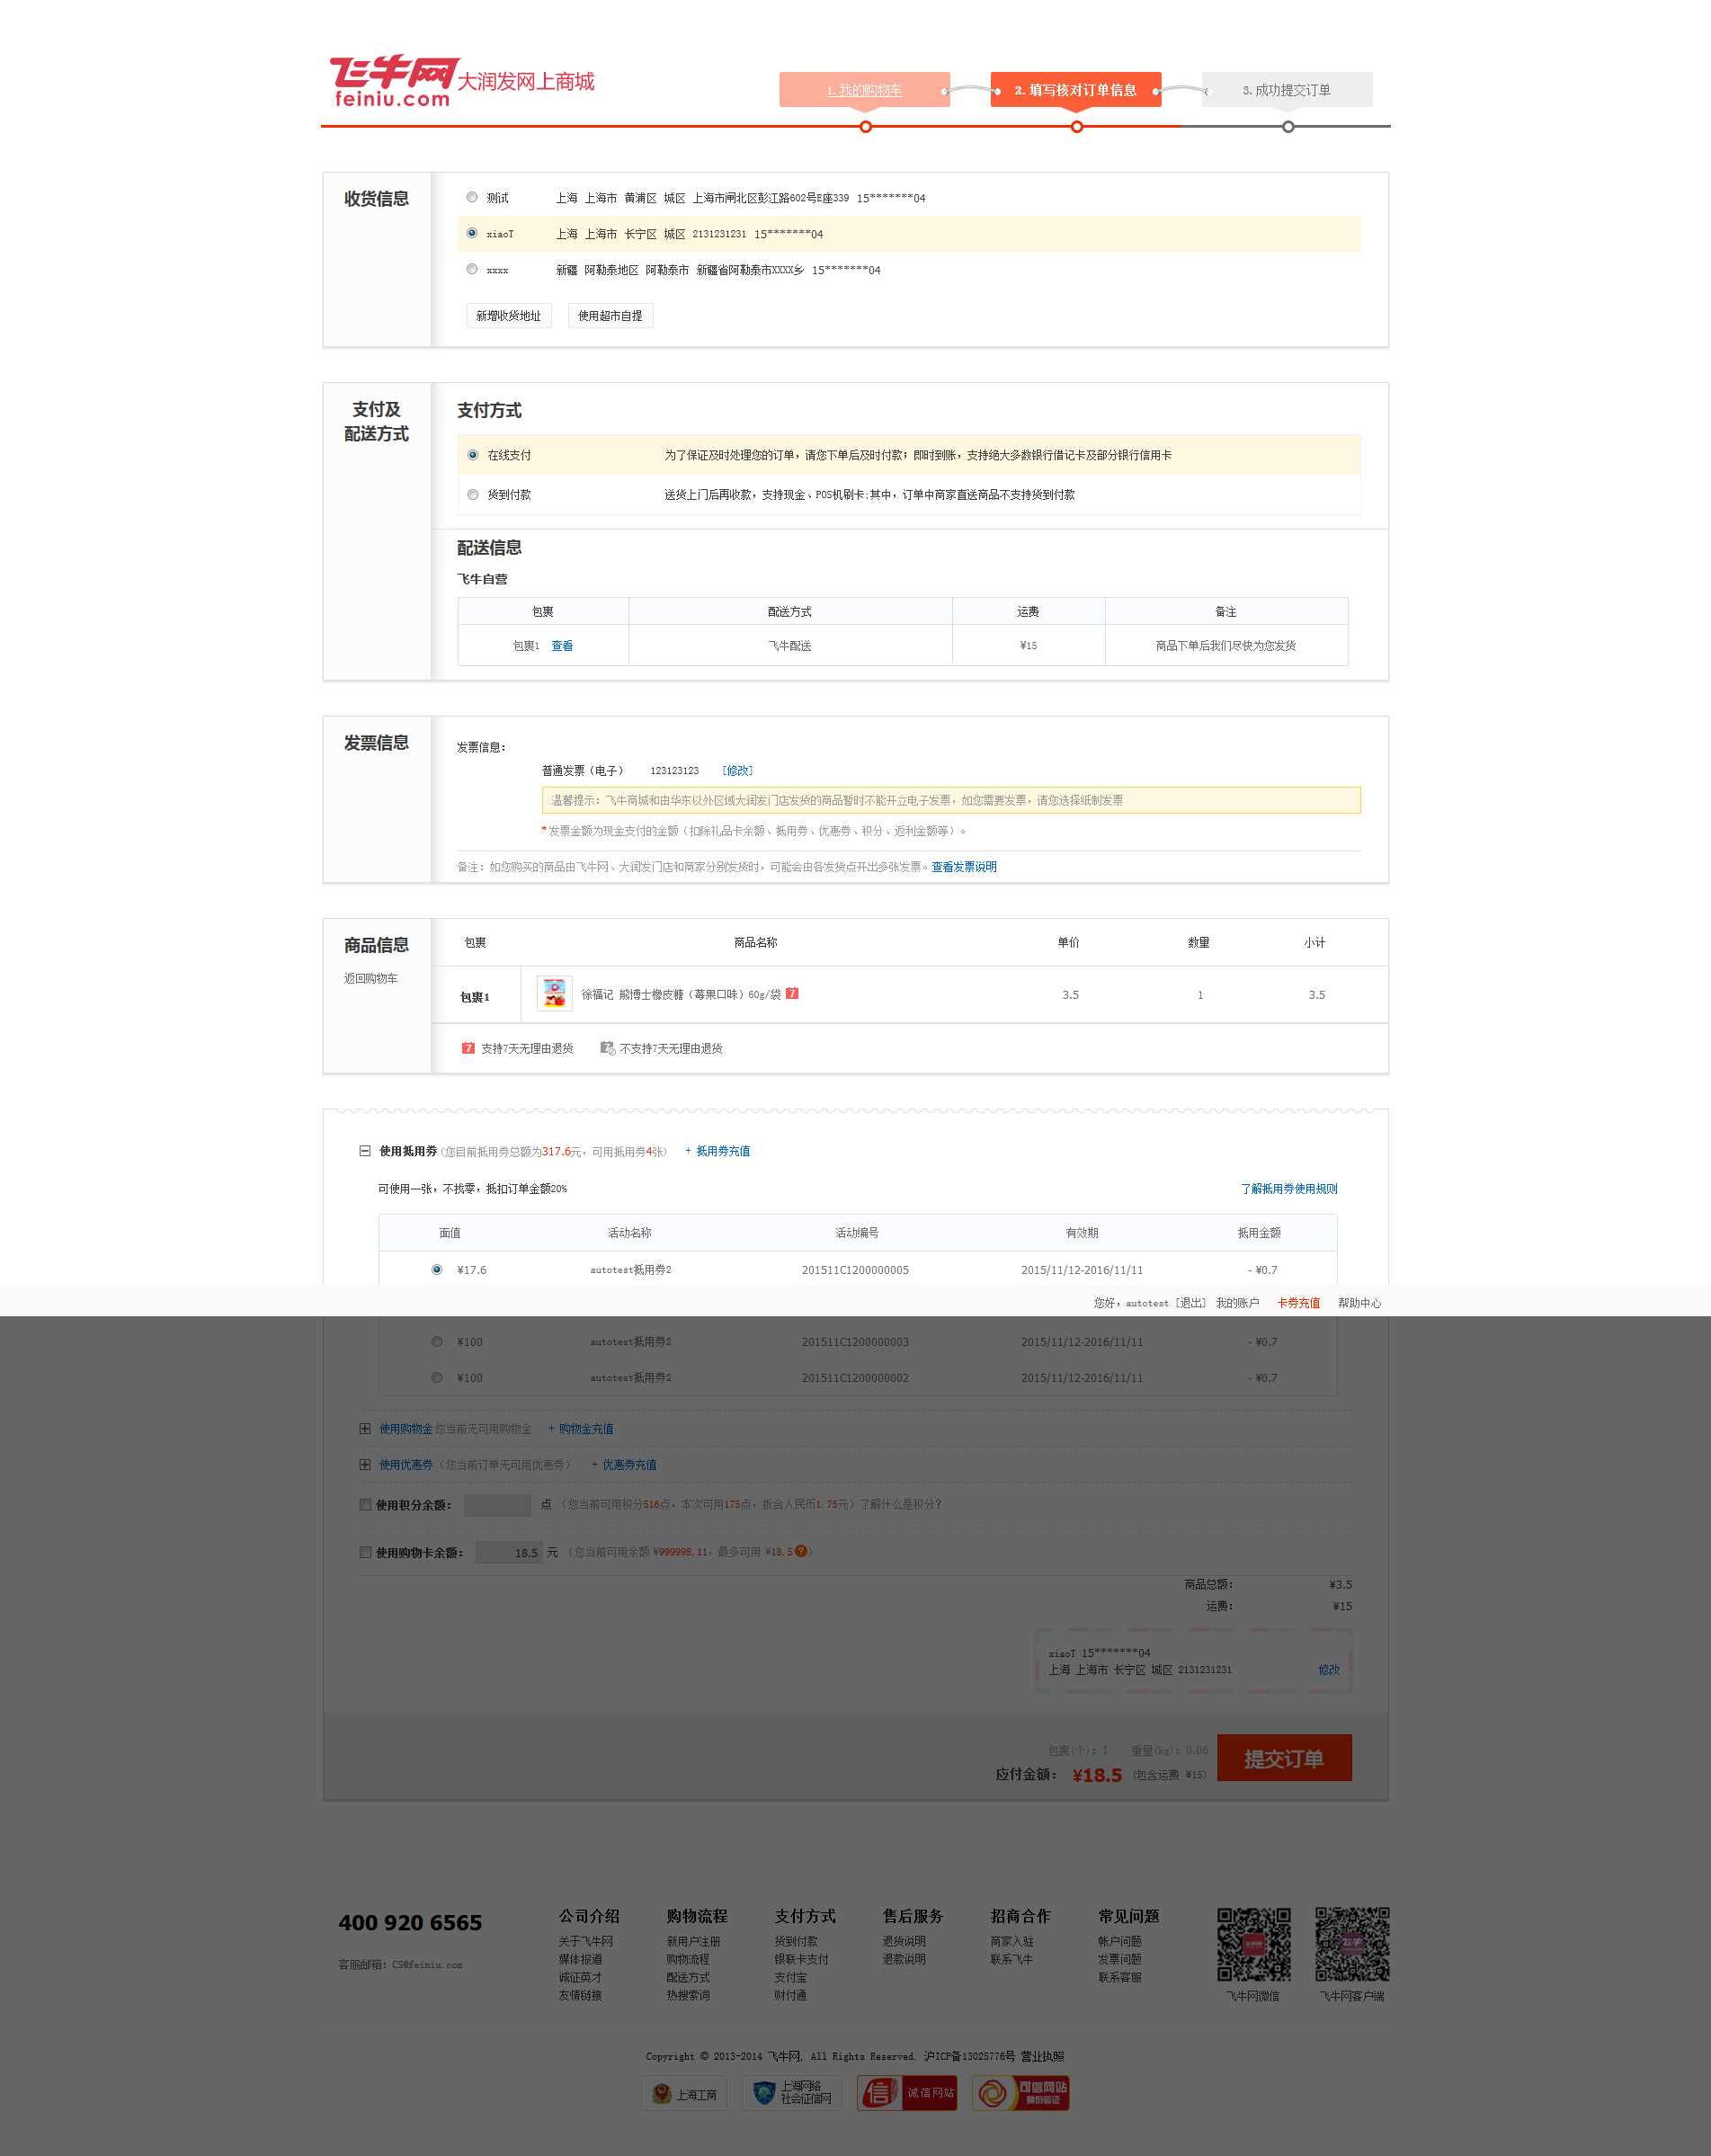 飞牛网 大润发网上商城
feiniu.com
1. 我的购物车 2. 填写核对订单信息 3. 成功提交订单
收货信息
测试 上海 上海市 黄浦区 城区 上海市闸北区彭江路602号E座339 15*******04
xiaoT 上海 上海市 长宁区 城区 2131231231 15*******04
xxxx 新疆 阿勒泰地区 阿勒泰市 新疆省阿勒泰市XXXX乡 15*******04
新增收货地址 使用超市自提
支付及
配送方式
支付方式
在线支付 为了保证及时处理您的订单，请您下单后及时付款；即时到账，支持绝大多数银行借记卡及部分银行信用卡
货到付款 送货上门后再收款，支持现金、POS机刷卡;其中，订单中商家直送商品不支持货到付款
配送信息
飞牛自营
包裹 配送方式 运费 备注
包裹1 查看 飞牛配送 ¥15 商品下单后我们尽快为您发货
发票信息
发票信息：
普通发票（电子） 123123123 [修改]
温馨提示：飞牛商城和由华东以外区域大润发门店发货的商品暂时不能开立电子发票，如您需要发票，请您选择纸制发票
*发票金额为现金支付的金额（扣除礼品卡余额、抵用券、优惠券、积分、返利金额等）。
备注：如您购买的商品由飞牛网、大润发门店和商家分别发货时，可能会由各发货点开出多张发票。查看发票说明
商品信息
返回购物车
包裹 商品名称 单价 数量 小计
包裹1 徐福记 熊博士橡皮糖（莓果口味）60g/袋 7 3.5 1 3.5
7 支持7天无理由退货 7 不支持7天无理由退货
使用抵用券 (您目前抵用券总额为317.6元，可用抵用券4张) + 抵用券充值
可使用一张，不找零，抵扣订单金额20% 了解抵用券使用规则
面值 活动名称 活动编号 有效期 抵用金额
¥17.6 autotest抵用券2 201511C1200000005 2015/11/12-2016/11/11 - ¥0.7
您好，autotest [退出] 我的账户 卡券充值 帮助中心
¥100 autotest抵用券2 201511C1200000003 2015/11/12-2016/11/11 - ¥0.7
¥100 autotest抵用券2 201511C1200000002 2015/11/12-2016/11/11 - ¥0.7
使用购物金 您当前无可用购物金 + 购物金充值
使用优惠券（您当前订单无可用优惠券） + 优惠券充值
使用积分余额： 点 （您当前可用积分516点，本次可用175点，折合人民币1.75元）了解什么是积分？
使用购物卡余额： 18.5 元 （您当前可用余额 ¥999998.11，最多可用 ¥18.5 ?）
商品总额： ¥3.5
运费： ¥15
xiaoT 15*******04
上海 上海市 长宁区 城区 2131231231 修改
包裹(个)：1 重量(kg)：0.06
应付金额： ¥18.5 (包含运费 ¥15) 提交订单
400 920 6565
客服邮箱：CS@feiniu.com
公司介绍 购物流程 支付方式 售后服务 招商合作 常见问题
关于飞牛网 新用户注册 货到付款 退货说明 商家入驻 帐户问题
媒体报道 购物流程 银联卡支付 退款说明 联系飞牛 发票问题
诚征英才 配送方式 支付宝 联系客服
友情链接 热搜索词 财付通 飞牛网微信 飞牛网客户端
Copyright © 2013-2014 飞牛网, All Rights Reserved. 沪ICP备13025776号 营业执照
上海工商 上海网络 社会征信网 信 诚信网站 可信网站 身份验证